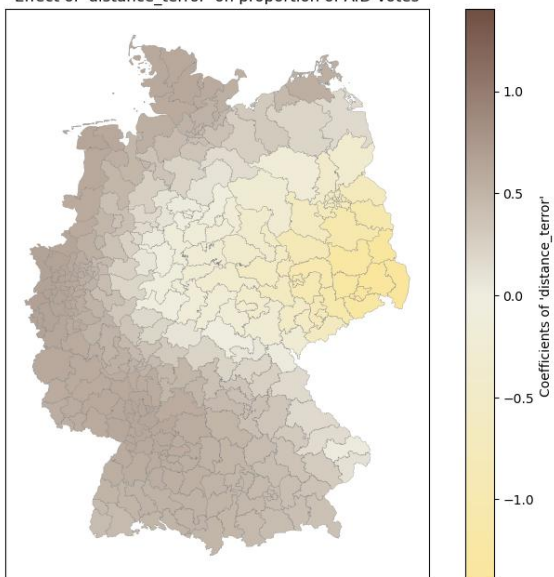 Effect of 'distance_terror' on proportion of AfD votes
1.0
0.5
0.0
−0.5
−1.0
Coefficients of 'distance_terror'